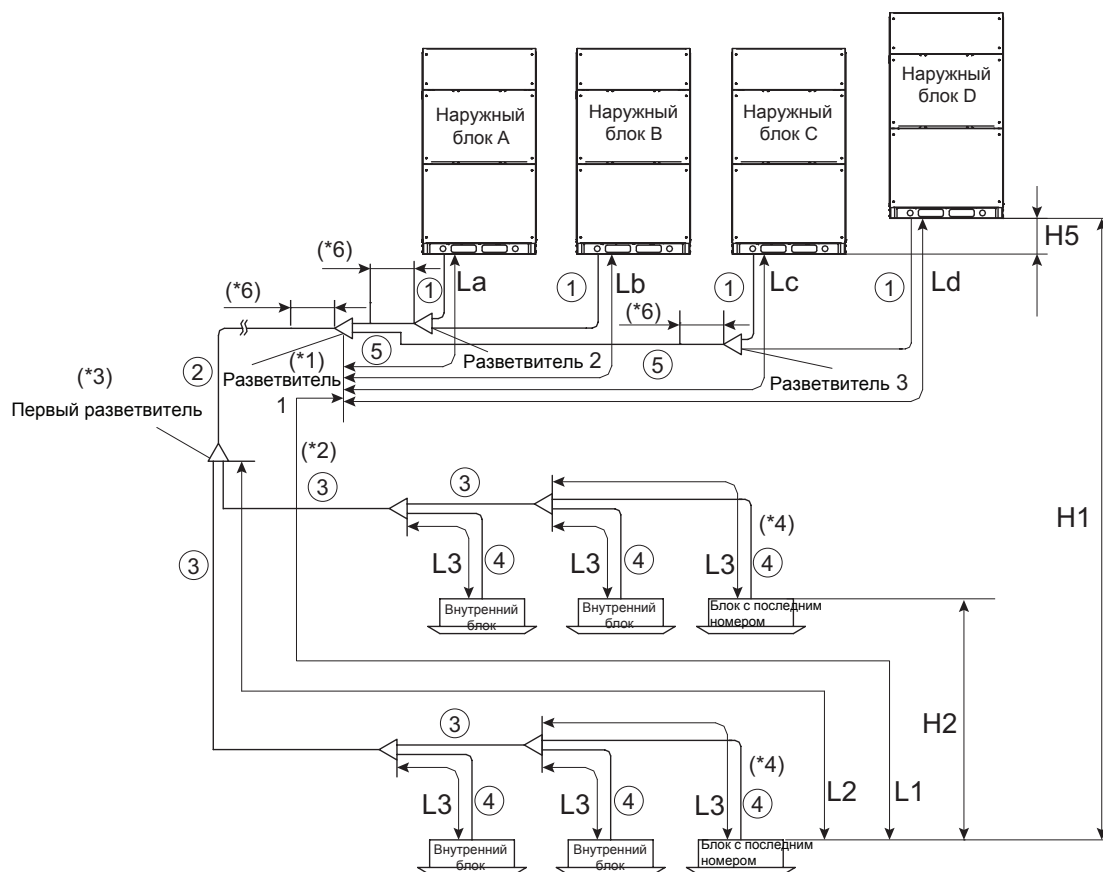 Наружный
блок A
Наружный
блок B
Наружный
блок C
Наружный
блок D
H5
(*6)
La
Lb
Lc
Ld
1
1
1
1
(*6)
(*6)
5
5
Разветвитель 2
Разветвитель 3
(*1)
Разветвитель
1
2
(*3)
Первый разветвитель
(*2)
3
3
(*4)
H1
L3
4
L3
4
L3
4
3
Внутренний
блок
Внутренний
блок
Блок с последним
номером
H2
3
(*4)
L3
4
L3
4
L3
4
L2
L1
Внутренний
блок
Внутренний
блок
Блок с последним
номером